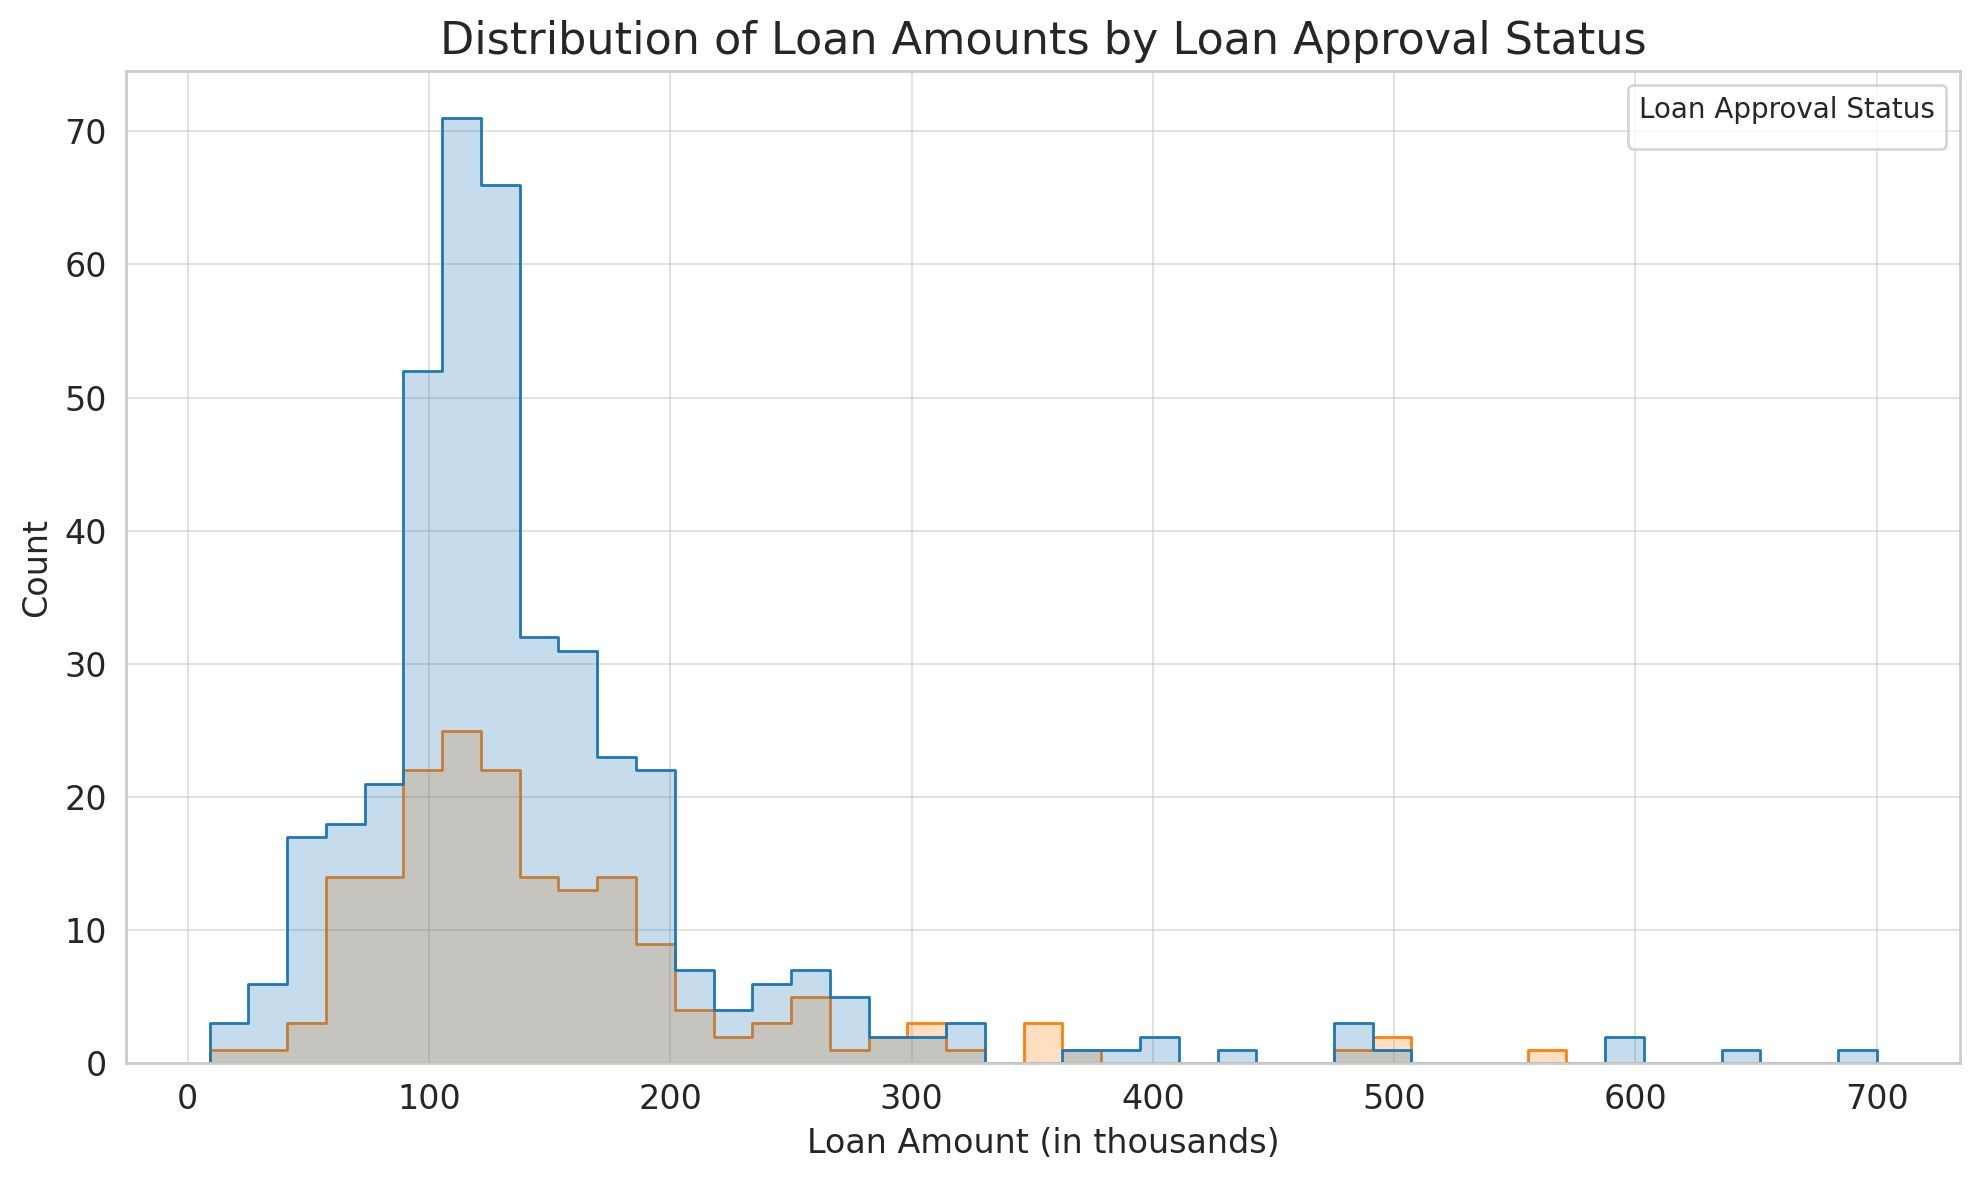 Distribution of Loan Amounts by Loan Approval Status
Loan Approval Status
70
60
50
40
30
20
10
0
Count
0 100 200 300 400 500 600 700
Loan Amount (in thousands)